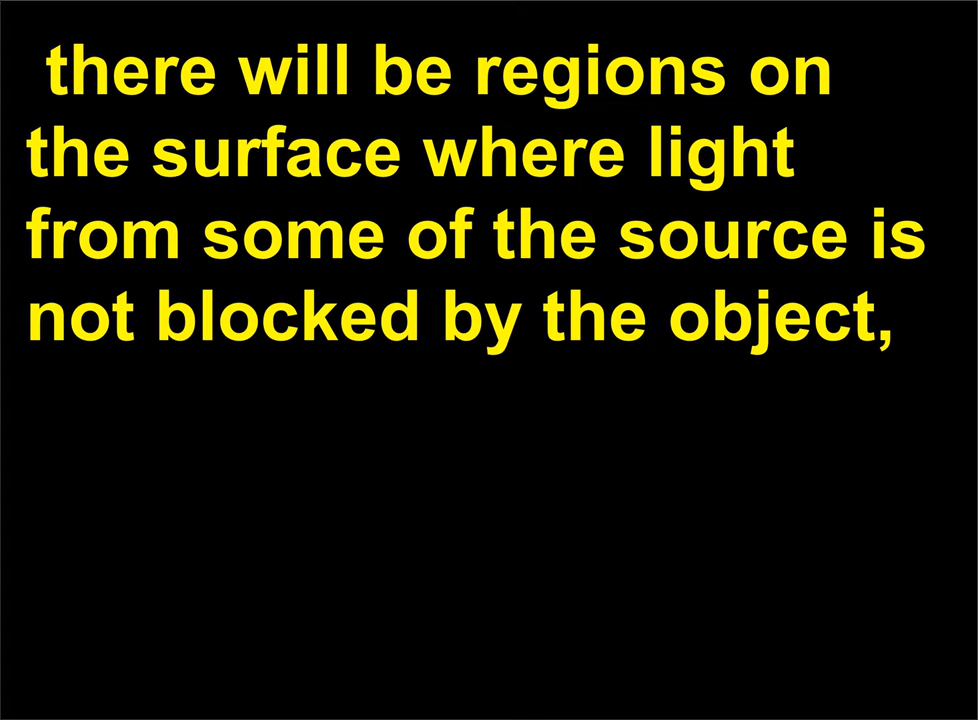 there will be regions on
the surface where light
from some of the source is
not blocked by the object,